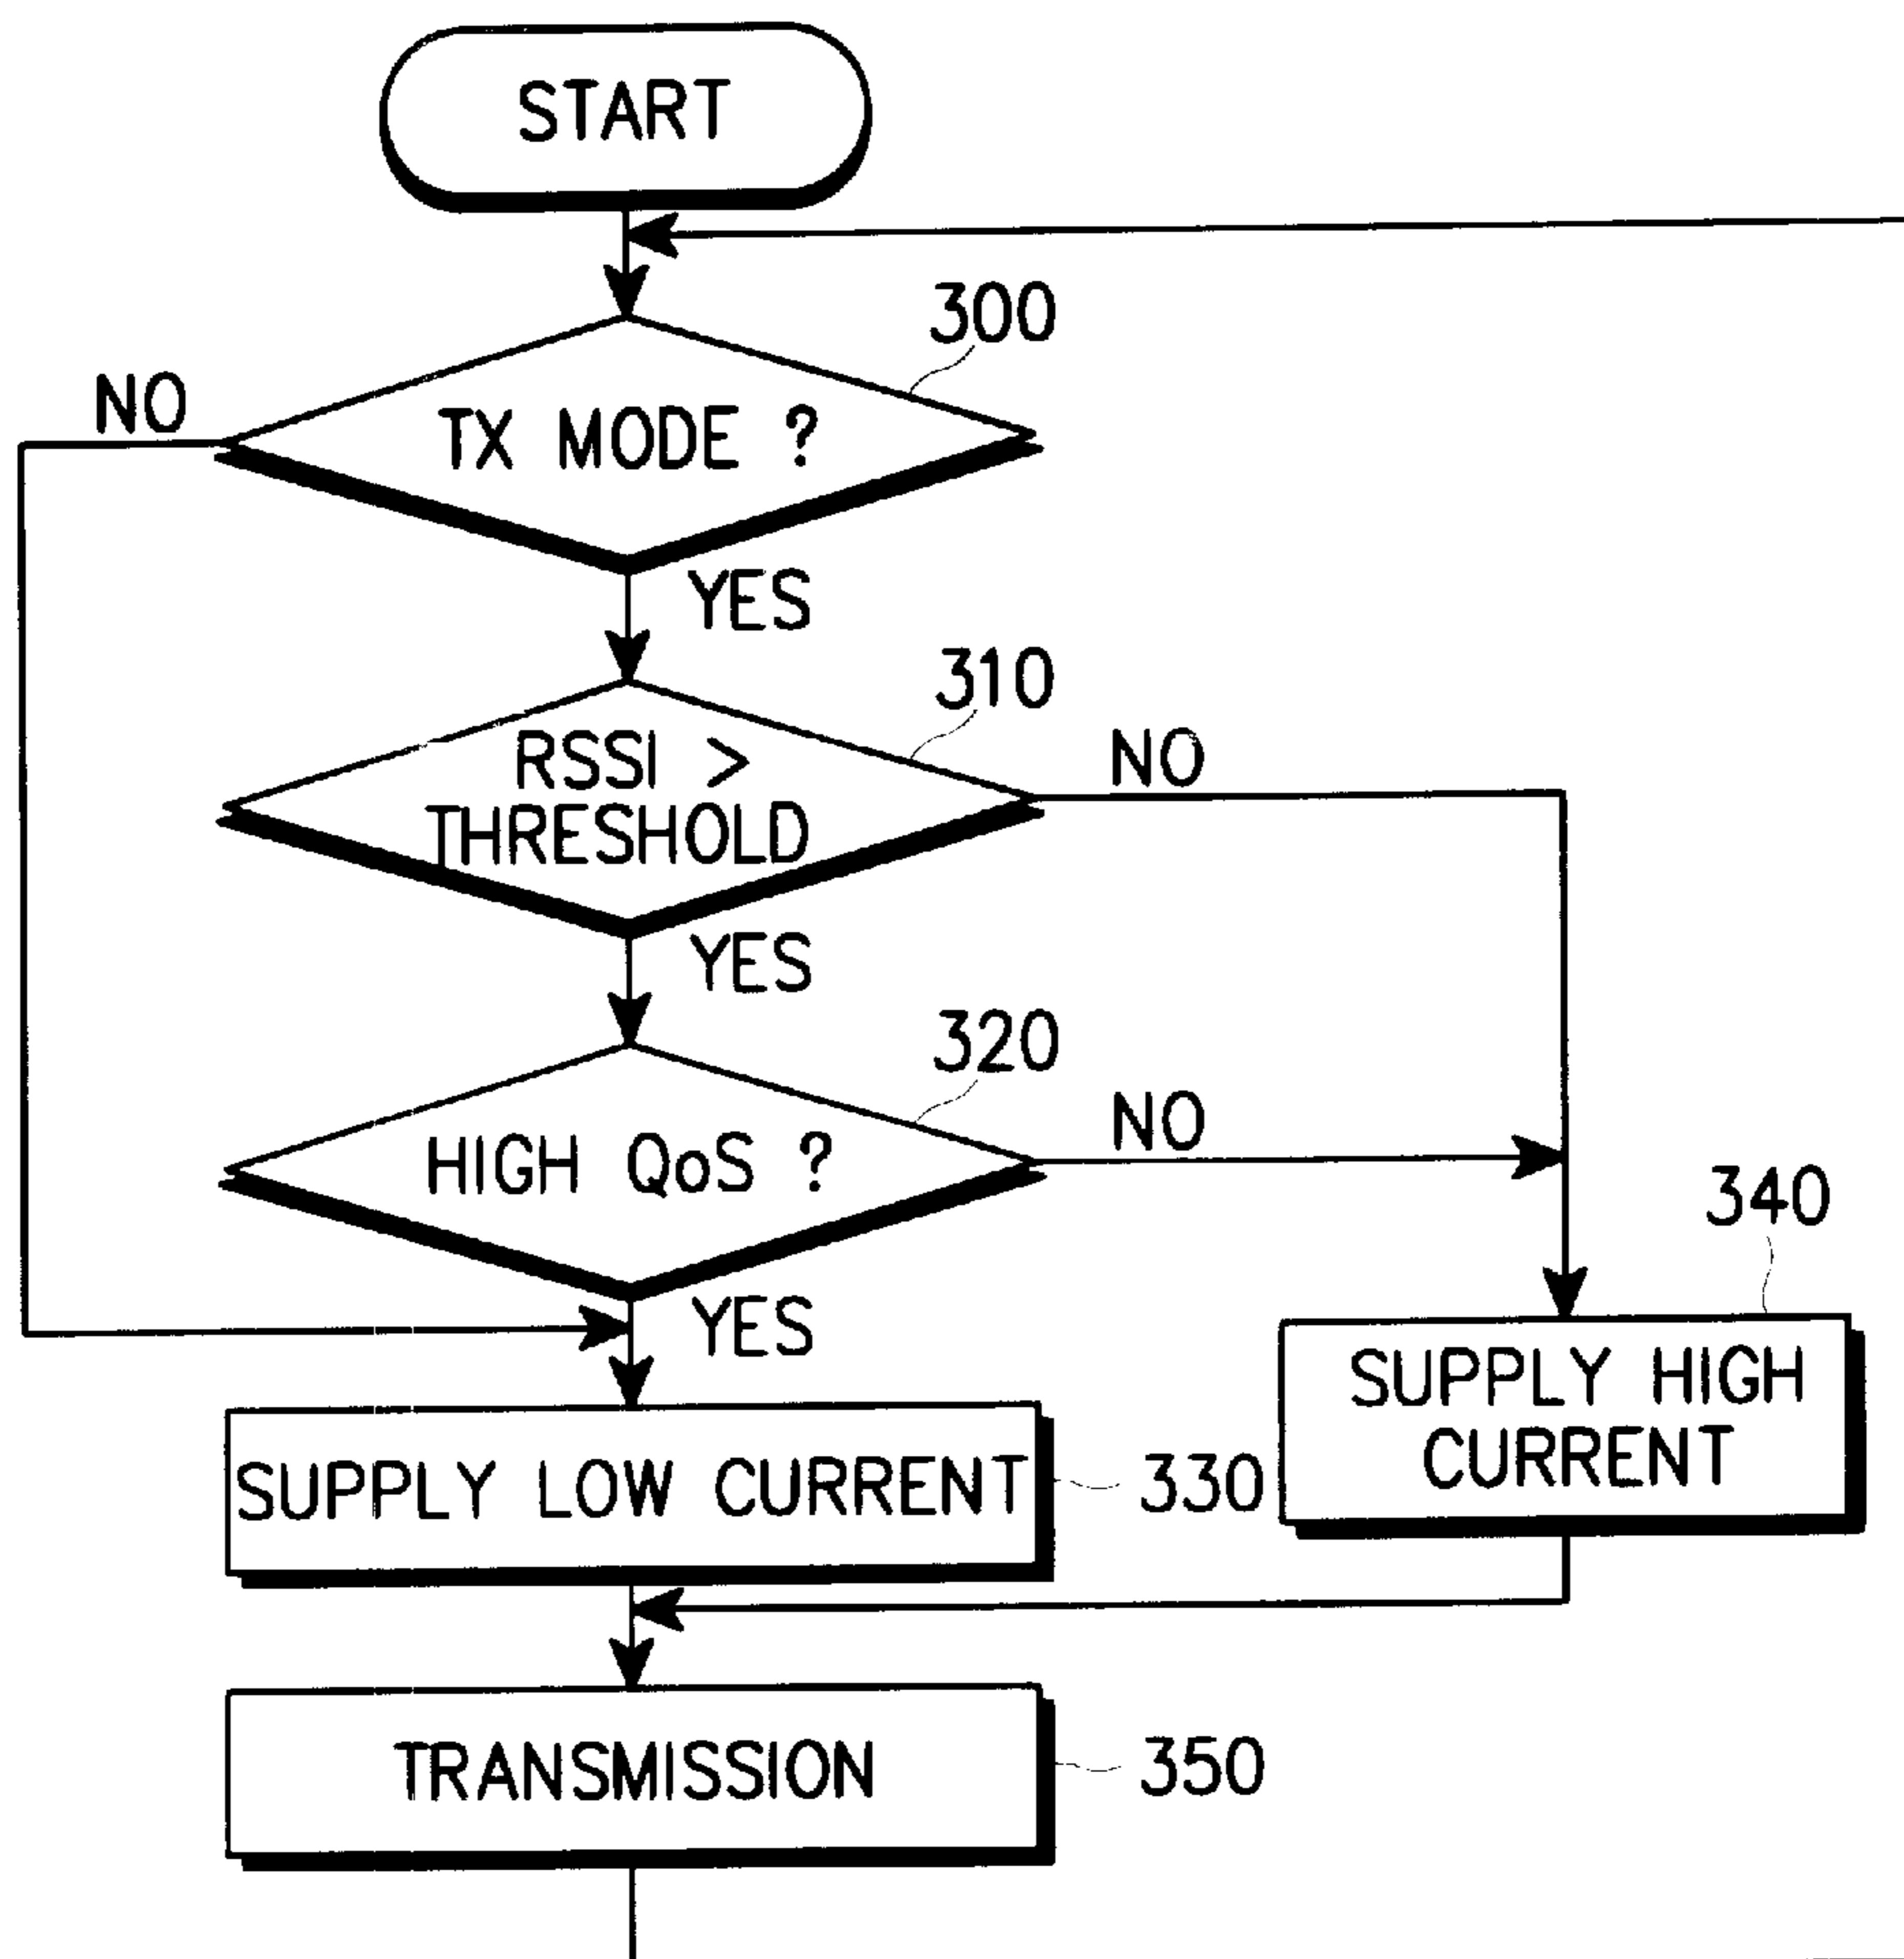 START
300
NO
TX MODE ?
YES
310
RSSI >
THRESHOLD
NO
YES
320
HIGH QoS ?
NO
YES
340
SUPPLY HIGH
CURRENT
SUPPLY LOW CURRENT
330
TRANSMISSION
350